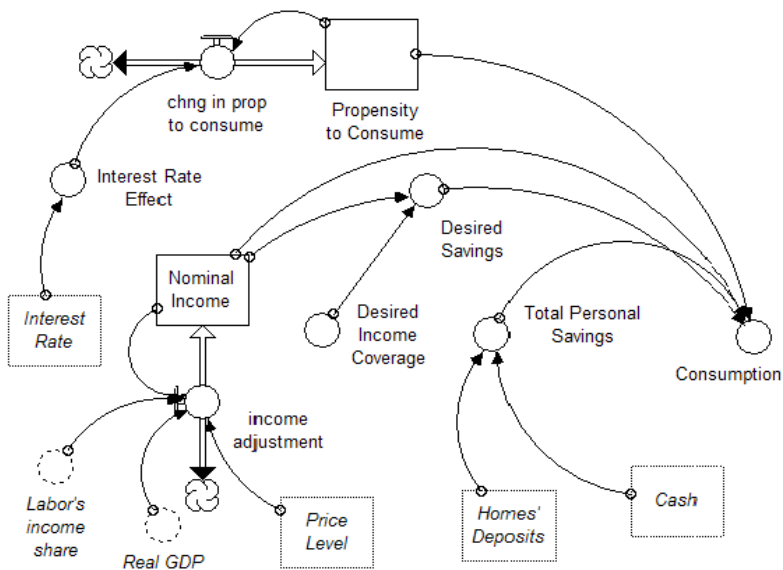 chng in prop
to consume
Propensity
to Consume
Interest Rate
Effect
Desired
Savings
Nominal
Income
Interest
Rate
Desired
Income
Coverage
Total Personal
Savings
Consumption
income
adjustment
Labor's
income
share
Real GDP
Price
Level
Homes'
Deposits
Cash